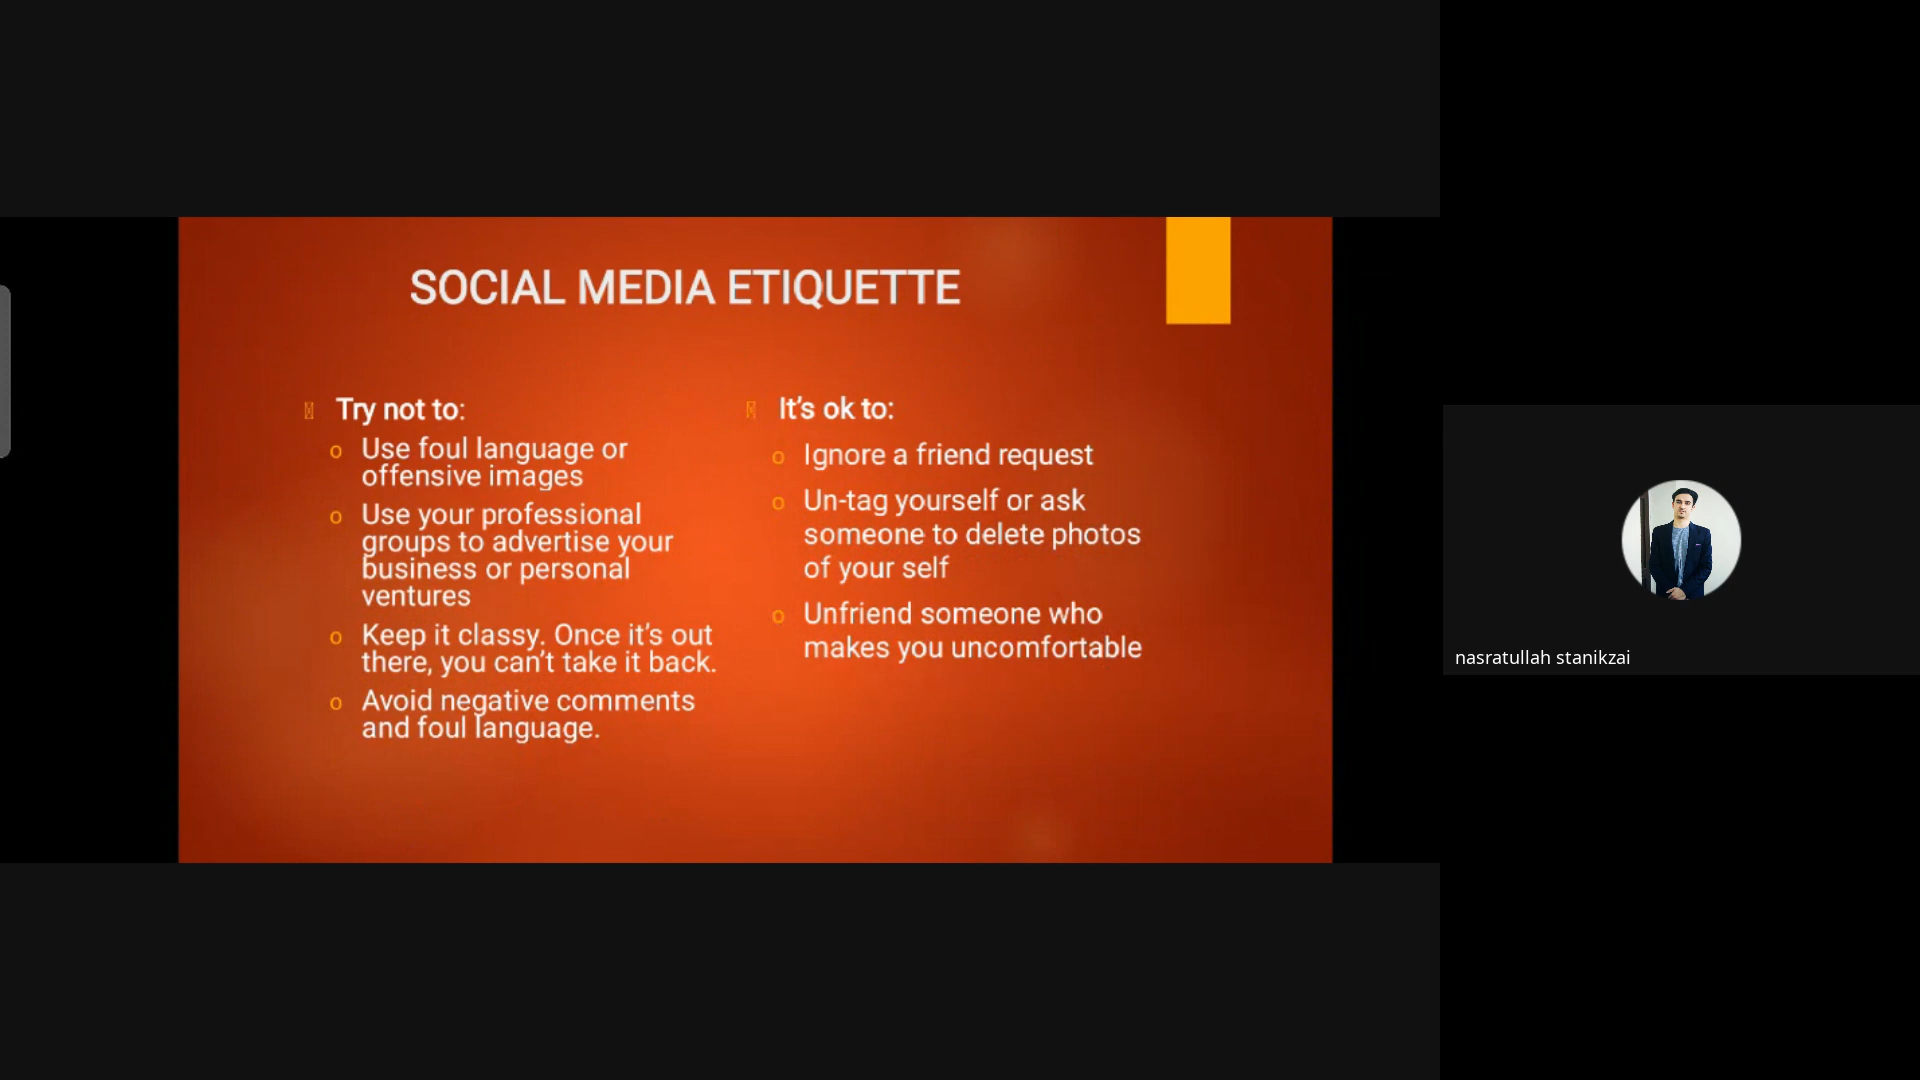 SOCIAL MEDIA ETIQUETTE
Try not to:
o Use foul language or
offensive images
o Use your professional
groups to advertise your
business or personal
ventures
o Keep it classy. Once it’s out
there, you can’t take it back.
o Avoid negative comments
and foul language.
It’s ok to:
o Ignore a friend request
o Un-tag yourself or ask
someone to delete photos
of your self
o Unfriend someone who
makes you uncomfortable
nasratullah stanikzai